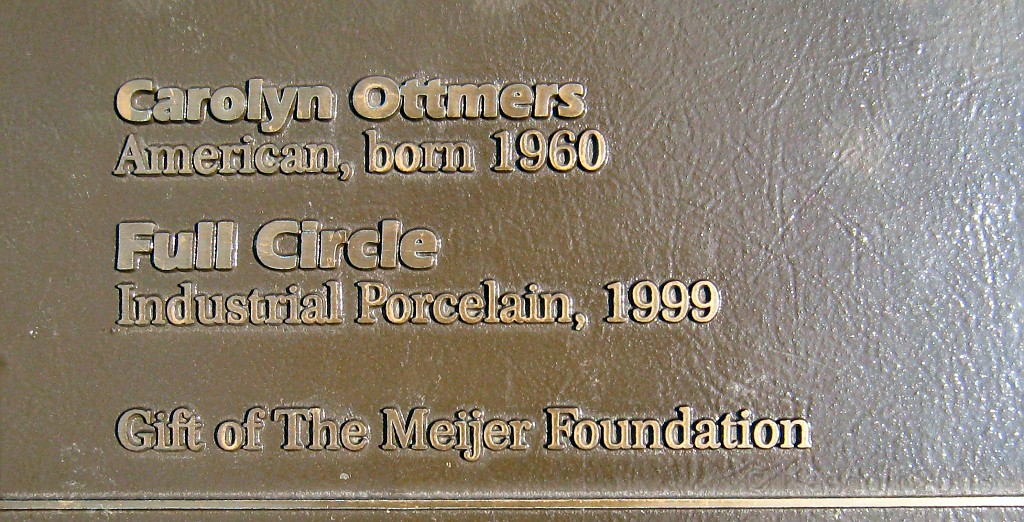 Carolyn Ottmers
American, born 1960
Full Circle
Industrial Porcelain, 1999
Gift of The Meijer Foundation